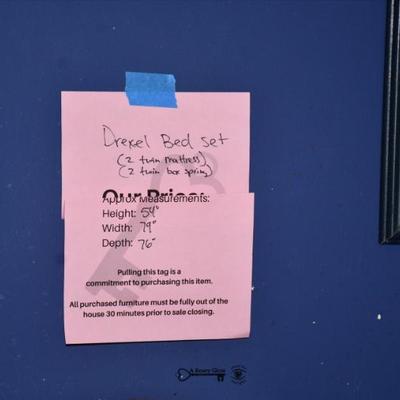 Drexel Bed Set
(2 twin mattress)
(2 twin box spring)
Our Price:
Approx Measurements:
Height: 54"
Width: 79"
Depth: 76"
Pulling this tag is a
commitment to purchasing this item.
All purchased furniture must be fully out of the
house 30 minutes prior to sale closing.